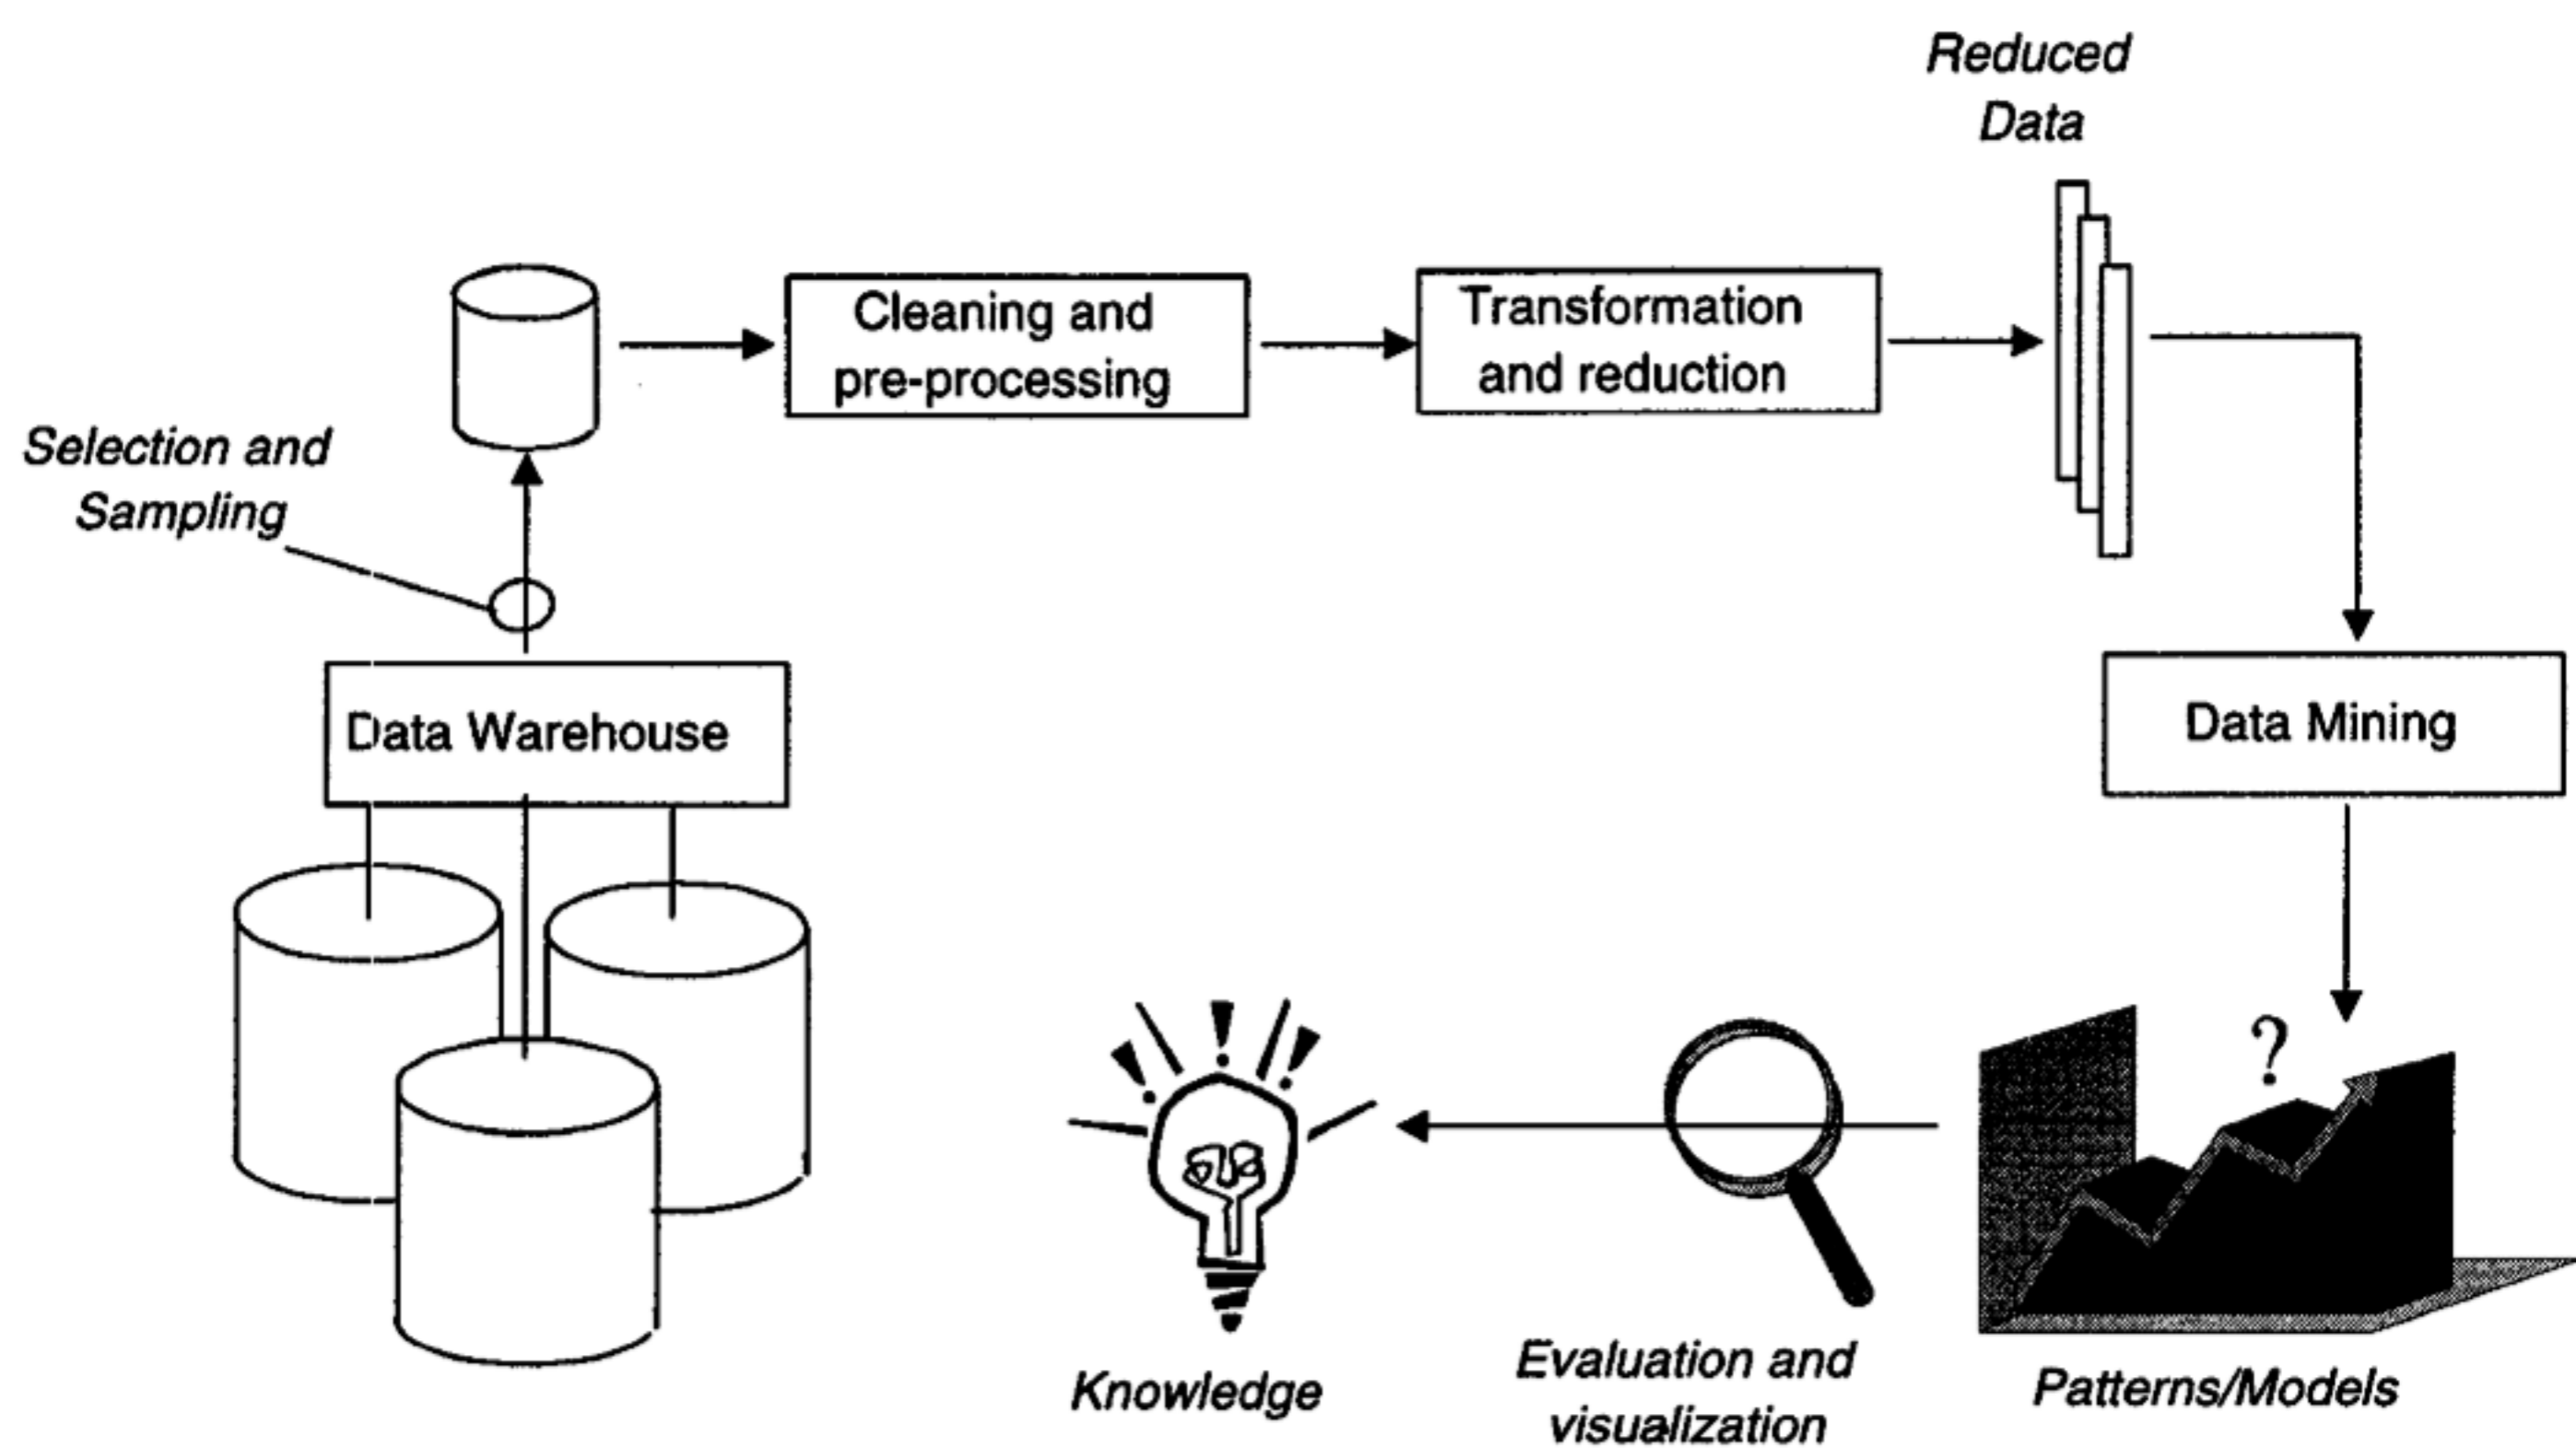 Reduced
Data
Cleaning and
pre-processing
Transformation
and reduction
Selection and
Sampling
Data Warehouse
Data Mining
?
Knowledge
Evaluation and
visualization
Patterns/Models